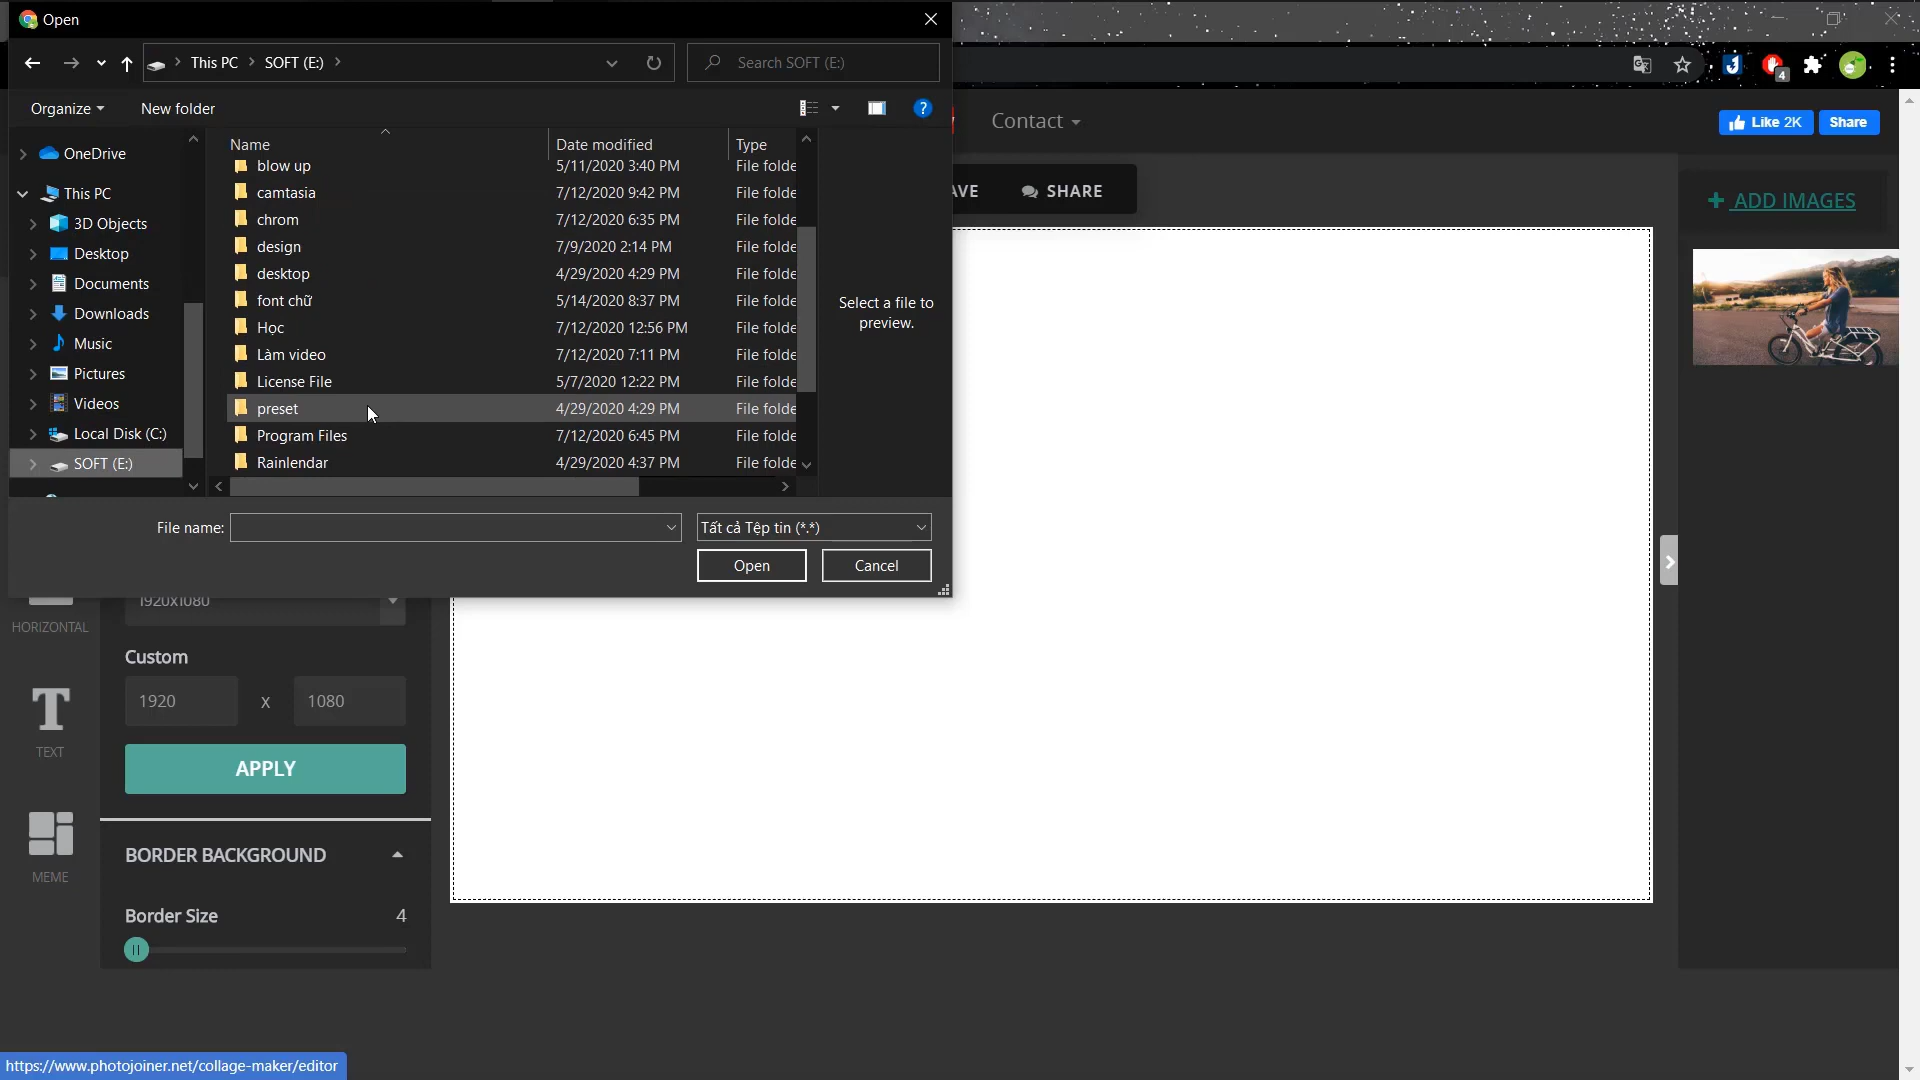 Open
This PC
SOFT (E:)
Search SOFT (E:)
4
Organize
New folder
?
Contact
Like 2K
Share
OneDrive
This PC
3D Objects
Desktop
Documents
Downloads
Music
Pictures
Videos
Local Disk (C:)
SOFT (E:)
Name Date modified Type
blow up 5/11/2020 3:40 PM File folde
camtasia 7/12/2020 9:42 PM File folde
chrom 7/12/2020 6:35 PM File folde
design 7/9/2020 2:14 PM File folde
desktop 4/29/2020 4:29 PM File folde
font chữ 5/14/2020 8:37 PM File folde
Học 7/12/2020 12:56 PM File folde
Làm video 7/12/2020 7:11 PM File folde
License File 5/7/2020 12:22 PM File folde
preset 4/29/2020 4:29 PM File folde
Program Files 7/12/2020 6:45 PM File folde
Rainlendar 4/29/2020 4:37 PM File folde
Select a file to
preview.
AVE
SHARE
+ ADD IMAGES
File name:
Tất cả Tệp tin (*.*)
Open
Cancel
HORIZONTAL
TEXT
MEME
1920x1080
Custom
1920 x 1080
APPLY
BORDER BACKGROUND
Border Size 4
https://www.photojoiner.net/collage-maker/editor